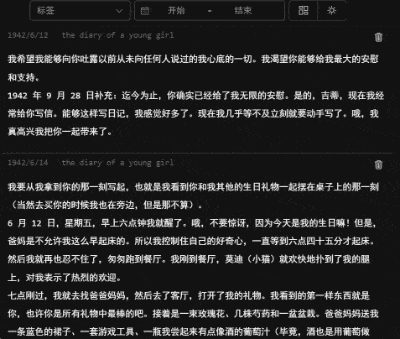 标签 开始 - 结束
1942/6/12 the diary of a young girl
我希望我能够向你吐露以前从未向任何人说过的我心底的一切。我渴望你能够给我最大的安慰
和支持。
1942 年 9 月 28 日补充：迄今为止，你确实已经给了我无限的安慰。是的，吉蒂，现在我经
常给你写信。能够这样写日记，我感觉好多了。现在我几乎等不及立刻就要动手写了。哦，我
真高兴我把你一起带来了。
1942/6/14 the diary of a young girl
我要从我拿到你的那一刻写起，也就是我看到你和我其他的生日礼物一起摆在桌子上的那一刻
（当然去买你的时候我也在旁边，但是那不算）。
6 月 12 日，星期五，早上六点钟我就醒了。哦，不要惊讶，因为今天是我的生日嘛！但是，
爸妈是不允许我这么早起床的。所以我控制住自己的好奇心，一直等到六点四十五分才起床。
然后我就再也忍不住了，匆匆跑到餐厅。我刚到餐厅，莫迪（小猫）就欢快地扑到了我的腿
上，对我表示了热烈的欢迎。
七点刚过，我就去找爸爸妈妈，然后去了客厅，打开了我的礼物。我看到的第一样东西就是
你，也许你是所有礼物中最棒的吧。接着是一束玫瑰花、几株芍药和一盆盆栽。爸爸妈妈送我
一条蓝色的裙子、一套游戏工具、一瓶我尝起来有点像酒的葡萄汁（毕竟，酒也是用葡萄做